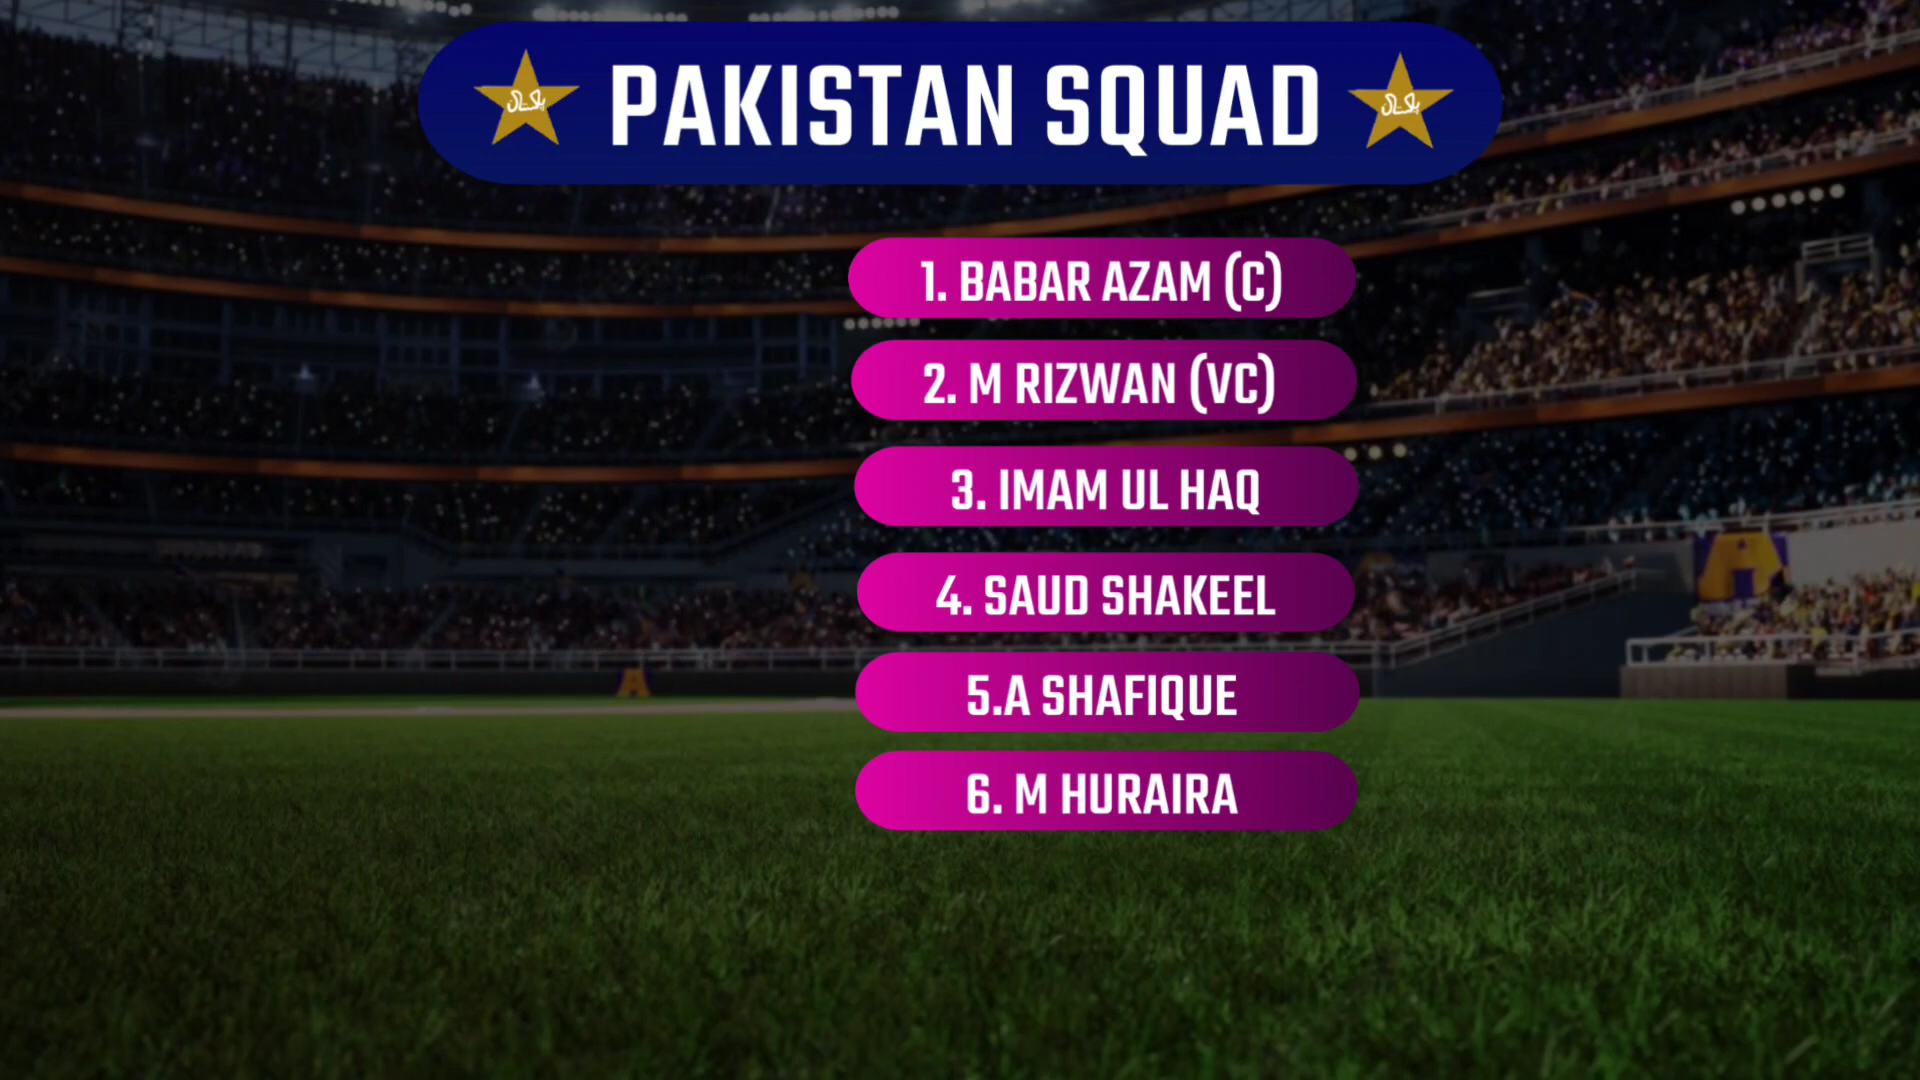 PAKISTAN SQUAD
1. BABAR AZAM (C)
2. M RIZWAN (VC)
3. IMAM UL HAQ
4. SAUD SHAKEEL
5.A SHAFIQUE
6. M HURAIRA
A
A